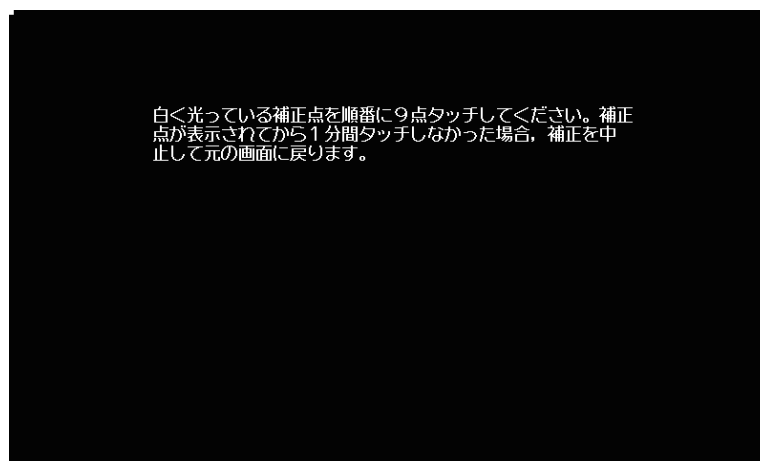 白く光っている補正点を順番に９点タッチしてください。補正
点が表示されてから１分間タッチしなかった場合，補正を中
止して元の画面に戻ります。